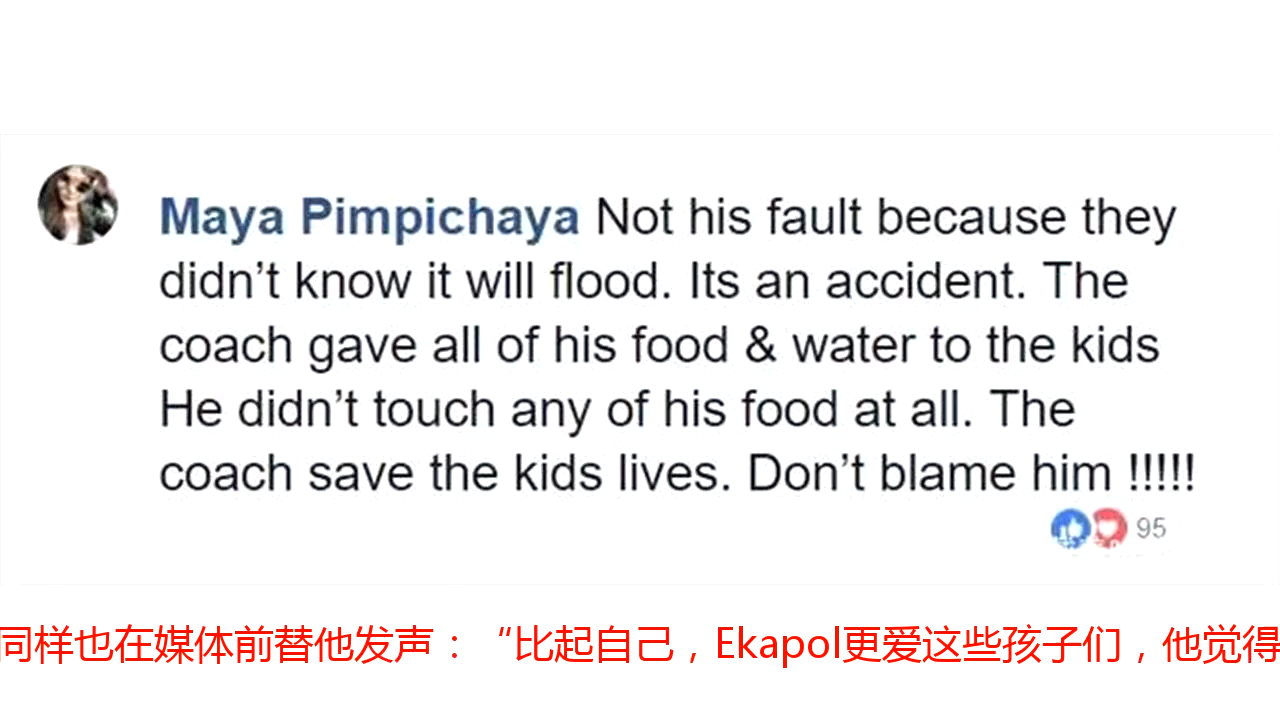 Maya Pimpichaya Not his fault because they
didn’t know it will flood. Its an accident. The
coach gave all of his food & water to the kids
He didn’t touch any of his food at all. The
coach save the kids lives. Don’t blame him !!!!!
95
同样也在媒体前替他发声：“比起自己，Ekapol更爱这些孩子们，他觉得